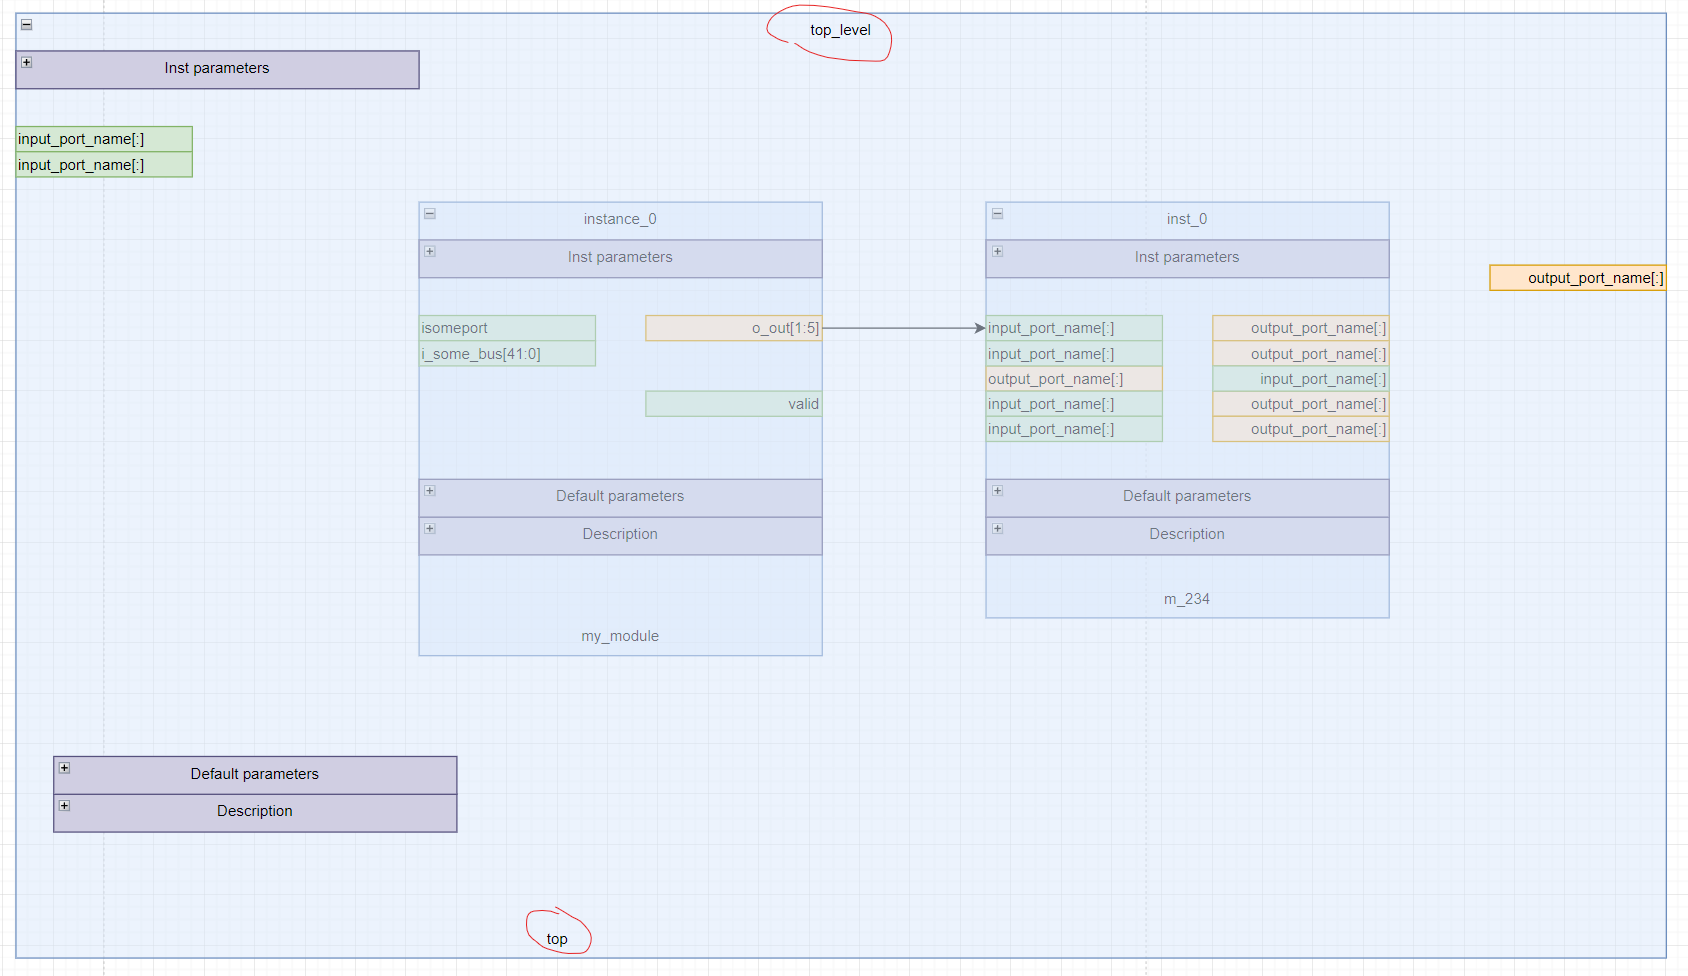 top_level
Inst parameters
input_port_name[:]
input_port_name[:]
instance_0
Inst parameters
isomeport
o_out[1:5]
i_some_bus[41:0]
valid
Default parameters
Description
my_module
inst_0
Inst parameters
input_port_name[:]
output_port_name[:]
input_port_name[:]
output_port_name[:]
output_port_name[:]
input_port_name[:]
input_port_name[:]
output_port_name[:]
input_port_name[:]
output_port_name[:]
Default parameters
Description
m_234
output_port_name[:]
Default parameters
Description
top